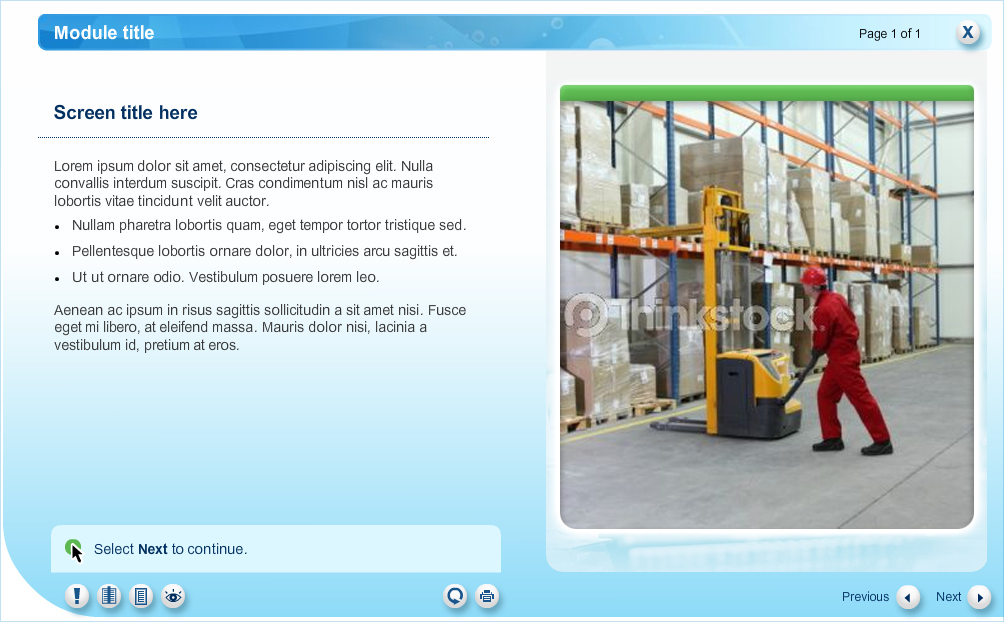 Module title
Page 1 of 1
X
Screen title here
Lorem ipsum dolor sit amet, consectetur adipiscing elit. Nulla
convallis interdum suscipit. Cras condimentum nisl ac mauris
lobortis vitae tincidunt velit auctor.
• Nullam pharetra lobortis quam, eget tempor tortor tristique sed.
• Pellentesque lobortis ornare dolor, in ultricies arcu sagittis et.
• Ut ut ornare odio. Vestibulum posuere lorem leo.
Aenean ac ipsum in risus sagittis sollicitudin a sit amet nisi. Fusce
eget mi libero, at eleifend massa. Mauris dolor nisi, lacinia a
vestibulum id, pretium at eros.
Thinkstock®
Select Next to continue.
!
Previous
Next